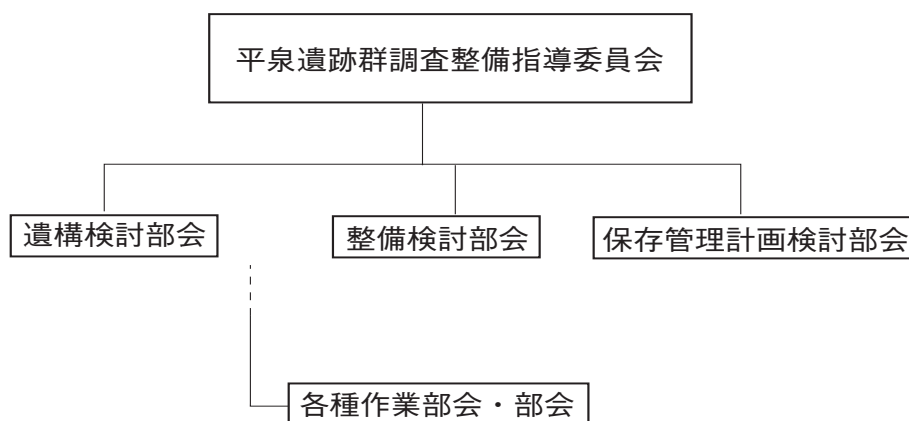 平泉遺跡群調査整備指導委員会
遺構検討部会
整備検討部会
保存管理計画検討部会
各種作業部会・部会